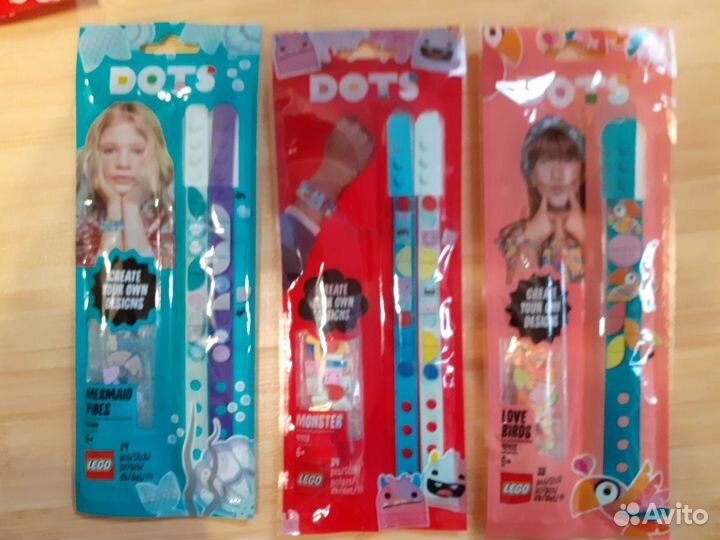 DOTS
CREATE
YOUR OWN
DESIGNS
MERMAID
VIBES
6+
LEGO
DOTS
CREATE
YOUR OWN
DESIGNS
MONSTER
6+
LEGO
DOTS
CREATE
YOUR OWN
DESIGNS
LOVE
BIRDS
6+
LEGO
33
Avito